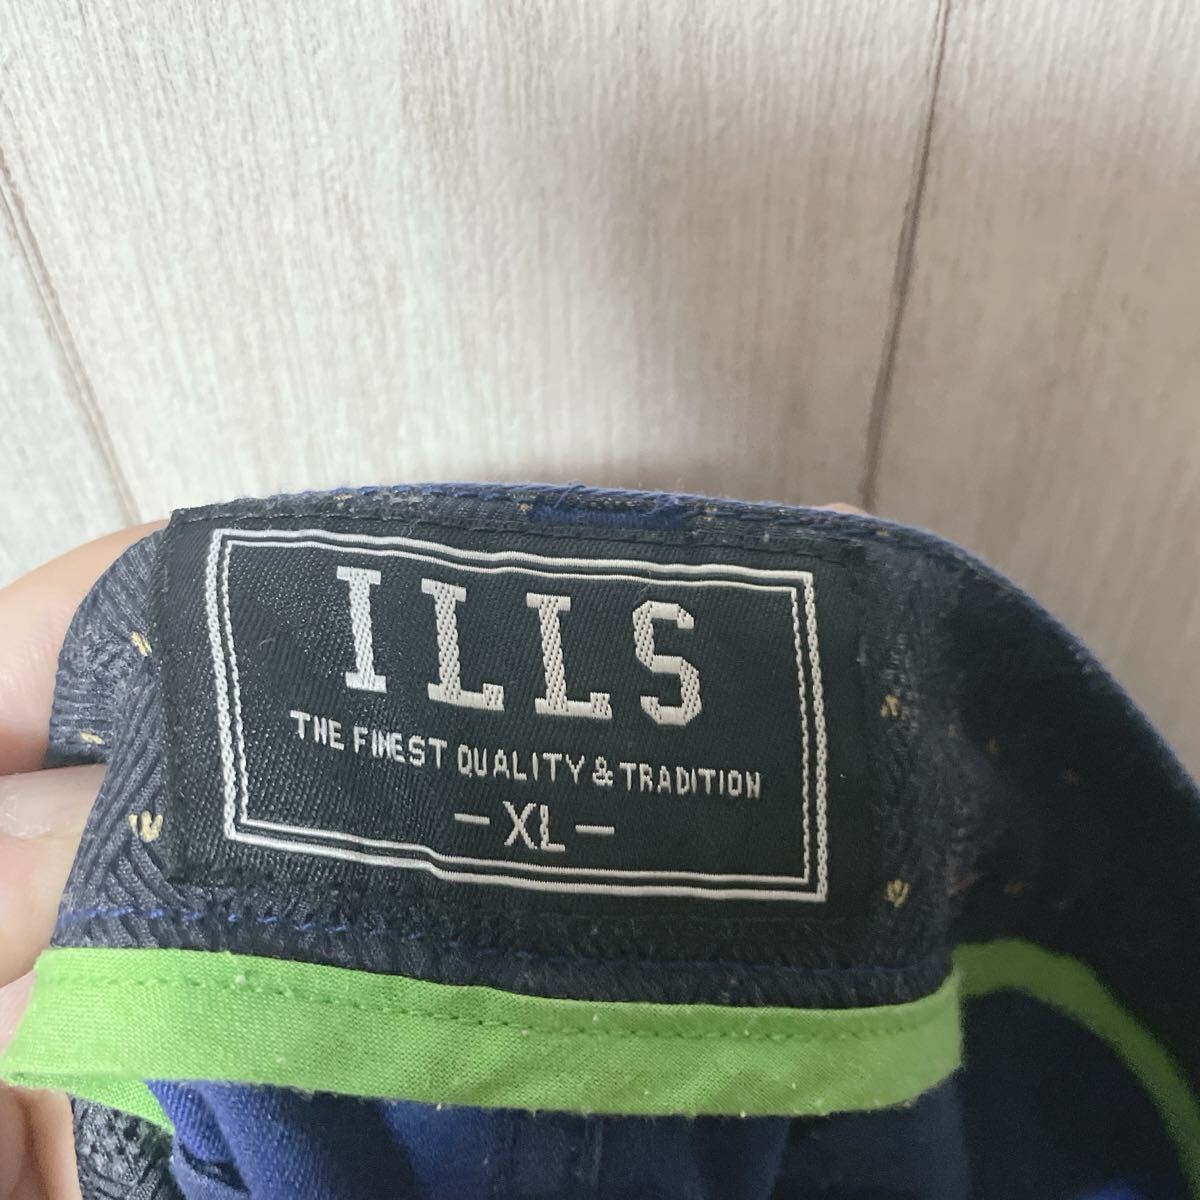 ILLS
THE FINEST QUALITY & TRADITION
-XL-